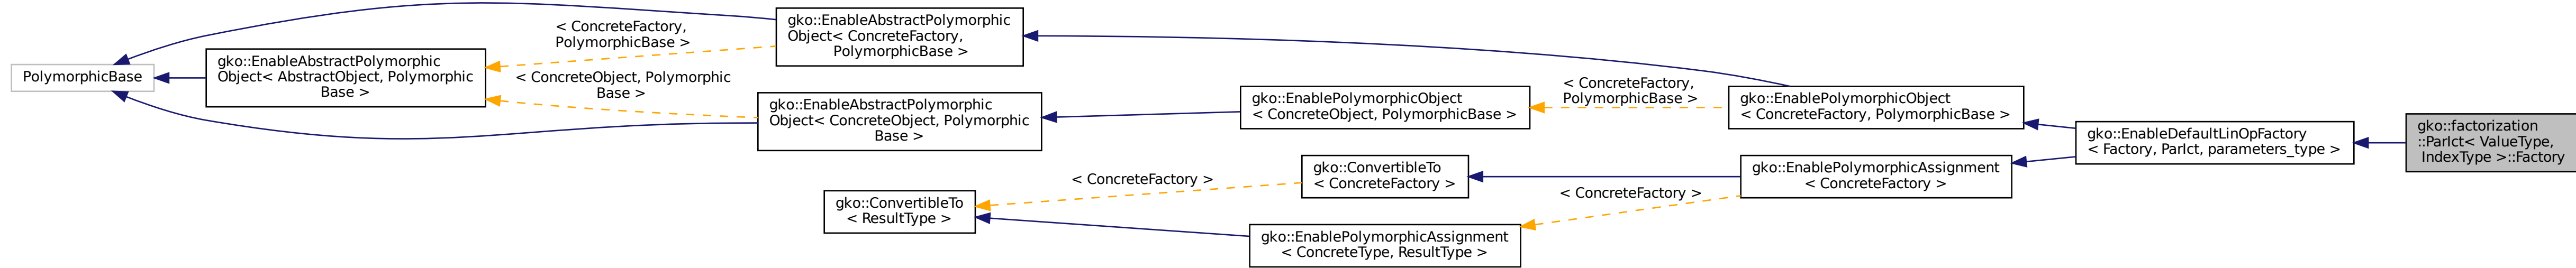 PolymorphicBase
gko::EnableAbstractPolymorphic
Object< AbstractObject, Polymorphic
Base >
< ConcreteFactory,
PolymorphicBase >
< ConcreteObject, Polymorphic
Base >
gko::EnableAbstractPolymorphic
Object< ConcreteFactory,
PolymorphicBase >
gko::EnableAbstractPolymorphic
Object< ConcreteObject, Polymorphic
Base >
gko::ConvertibleTo
< ResultType >
< ConcreteFactory >
gko::EnablePolymorphicObject
< ConcreteObject, PolymorphicBase >
gko::ConvertibleTo
< ConcreteFactory >
gko::EnablePolymorphicAssignment
< ConcreteType, ResultType >
< ConcreteFactory,
PolymorphicBase >
< ConcreteFactory >
gko::EnablePolymorphicObject
< ConcreteFactory, PolymorphicBase >
gko::EnablePolymorphicAssignment
< ConcreteFactory >
gko::EnableDefaultLinOpFactory
< Factory, ParIct, parameters_type >
gko::factorization
::ParIct< ValueType,
IndexType >::Factory